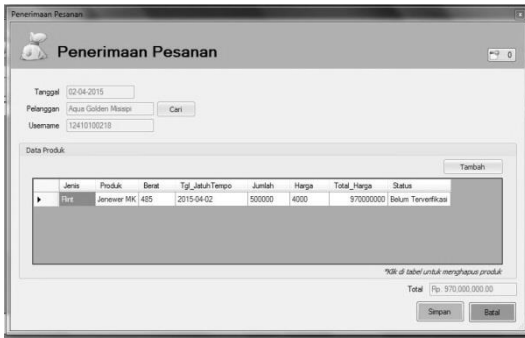 Penerimaan Pesanan
Penerimaan Pesanan
0
Tanggal 02-04-2015
Pelanggan Aqua Golden Misispi Cari
Username 12410100218
Data Produk
Tambah
Jenis Produk Berat Tgl_JatuhTempo Jumlah Harga Total_Harga Status
Flint Jenewer MK 485 2015-04-02 500000 4000 970000000 Belum Terverifikasi
*Klik di tabel untuk menghapus produk
Total Rp. 970,000,000.00
Simpan Batal